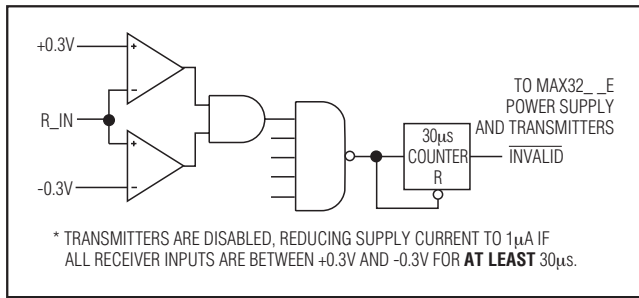 +0.3V
+
-
R_IN
+
-
-0.3V
30μs
COUNTER
R
TO MAX32_ _E
POWER SUPPLY
AND TRANSMITTERS
INVALID
* TRANSMITTERS ARE DISABLED, REDUCING SUPPLY CURRENT TO 1μA IF
ALL RECEIVER INPUTS ARE BETWEEN +0.3V AND -0.3V FOR AT LEAST 30μs.